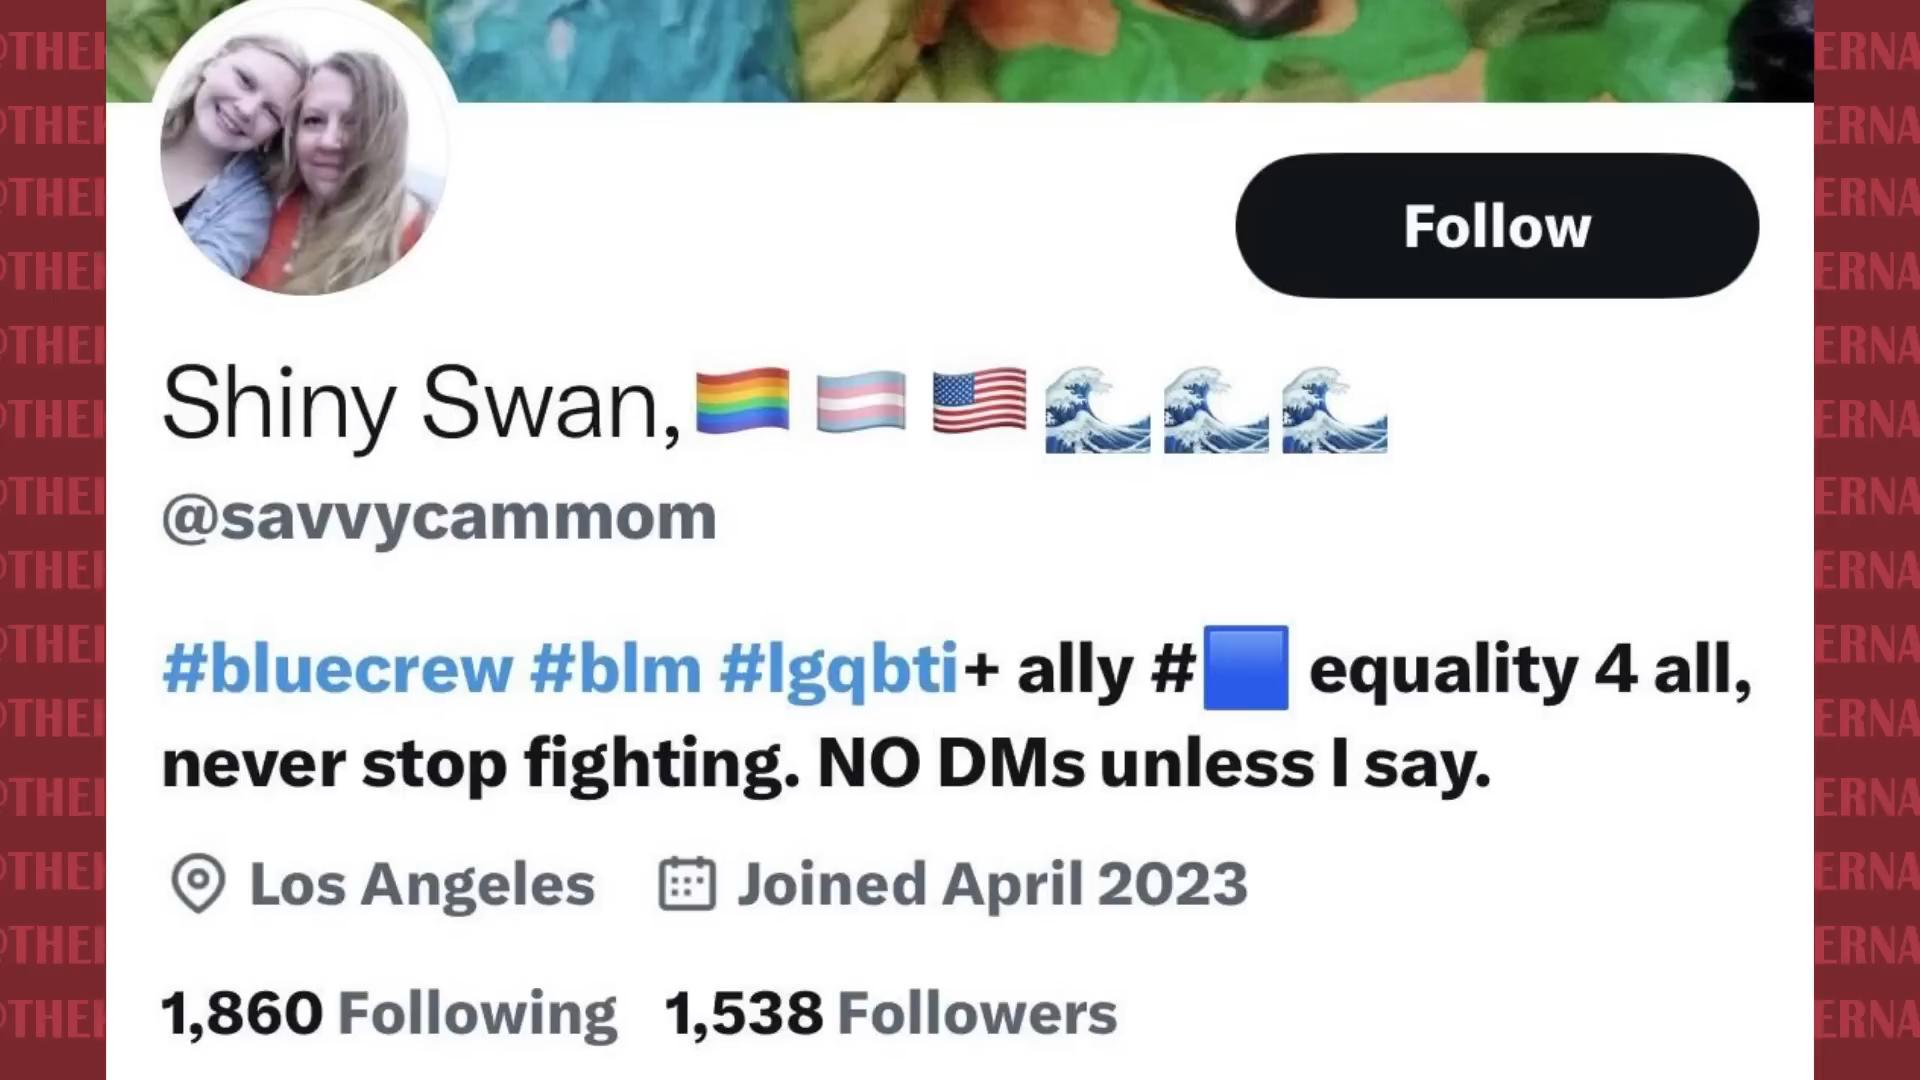 Follow
Shiny Swan,🏳️‍🌈 🏳️‍⚧️ 🇺🇸🌊🌊🌊
@savvycammom
#bluecrew #blm #lgqbti+ ally #🟦 equality 4 all,
never stop fighting. NO DMs unless I say.
Los Angeles Joined April 2023
1,860 Following 1,538 Followers